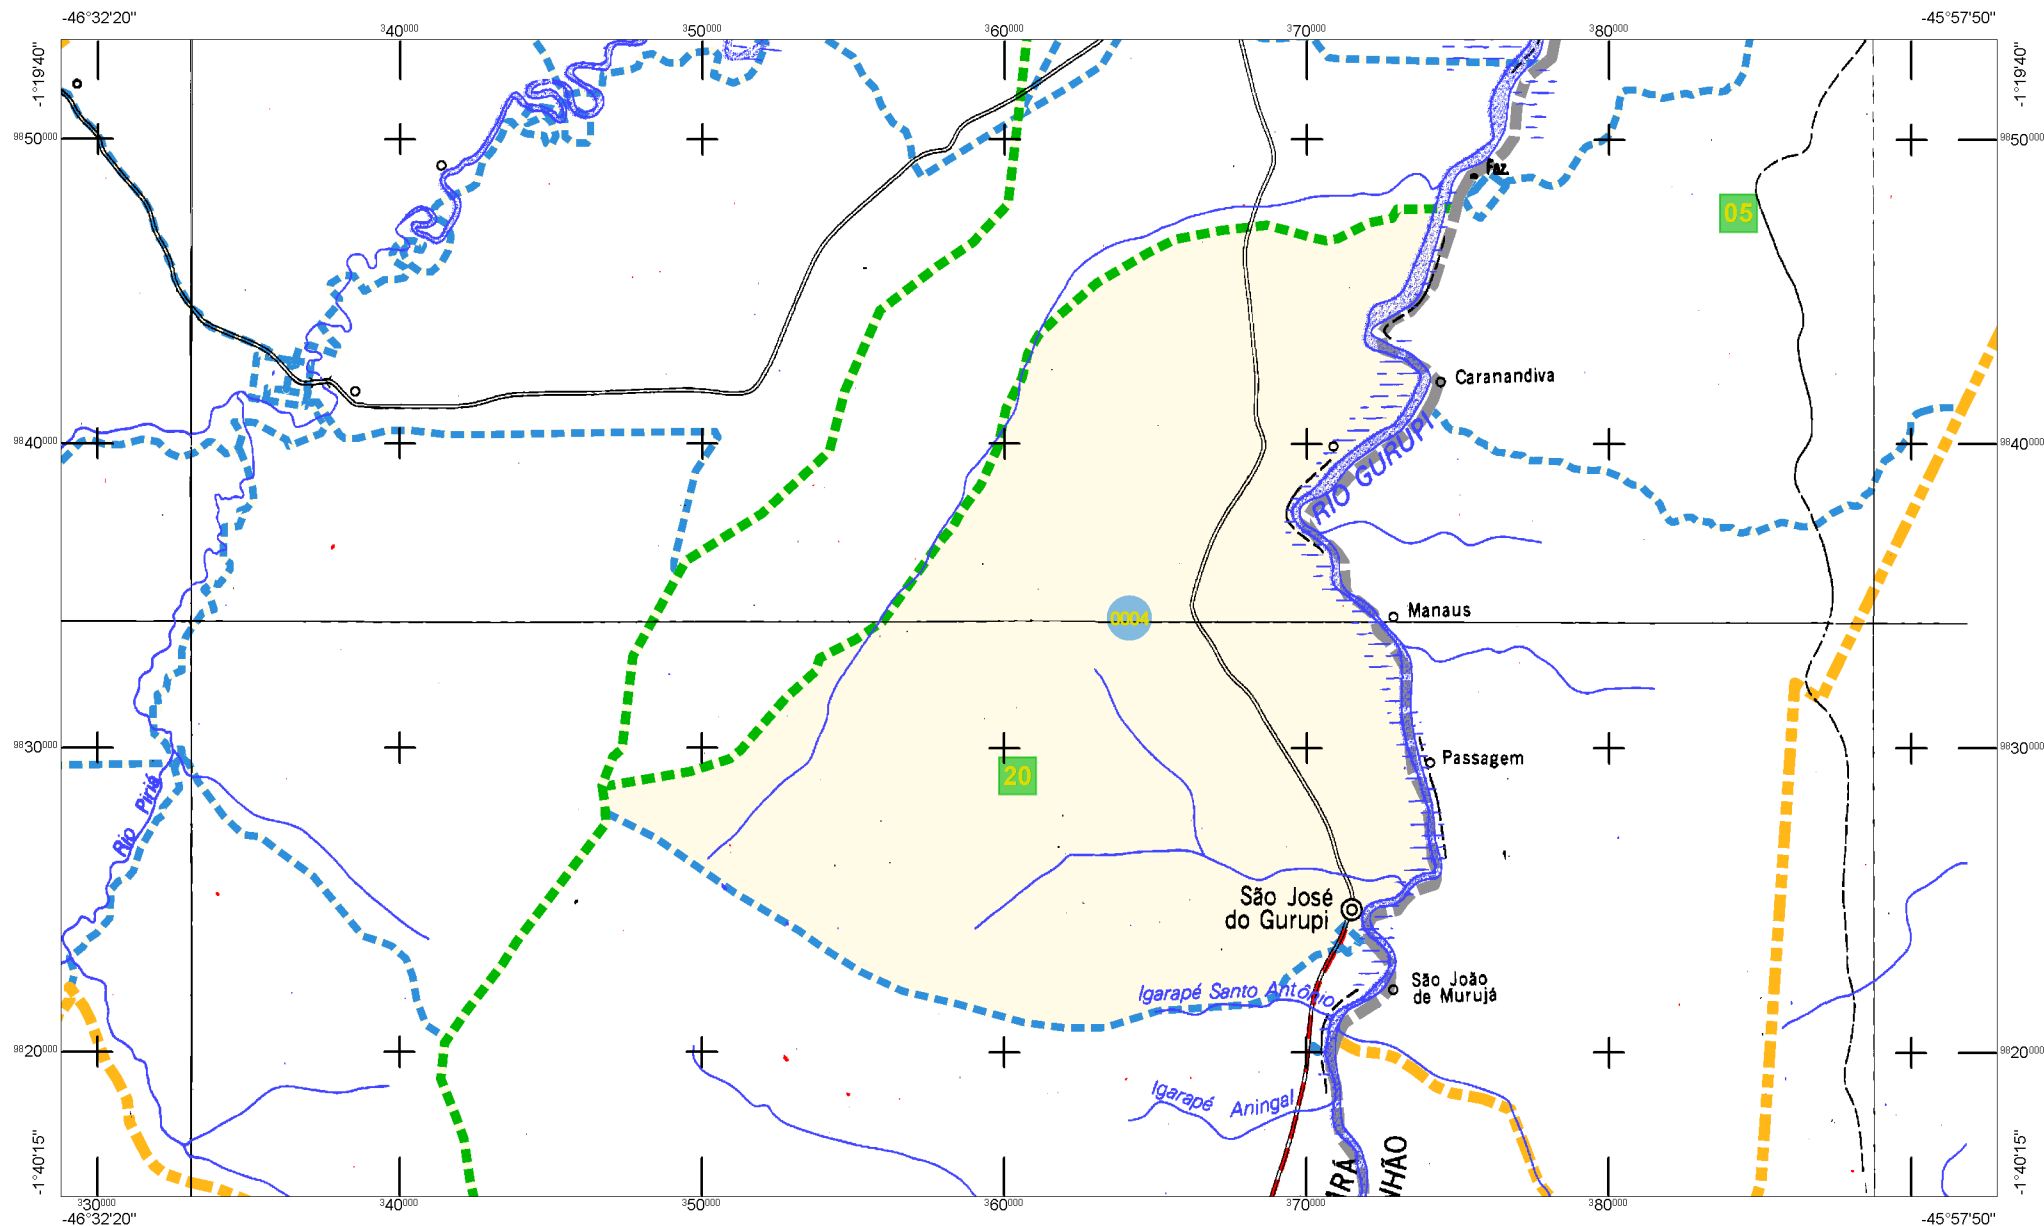 -46°32'20"
-45°57'50"
340000
350000
360000
370000
380000
-1°19'40"
-1°19'40"
9850000
9850000
Faz.
05
Caranandiva
9840000
9840000
RIO GURUPI
0004
Manaus
9830000
9830000
Passagem
20
Rio Piriá
São José
do Gurupi
São João
de Murujá
Igarapé Santo Antônio
9820000
9820000
Igarapé Aningal
-1°40'15"
-1°40'15"
IRÁ
NHÃO
330000
340000
350000
360000
370000
380000
-46°32'20"
-45°57'50"